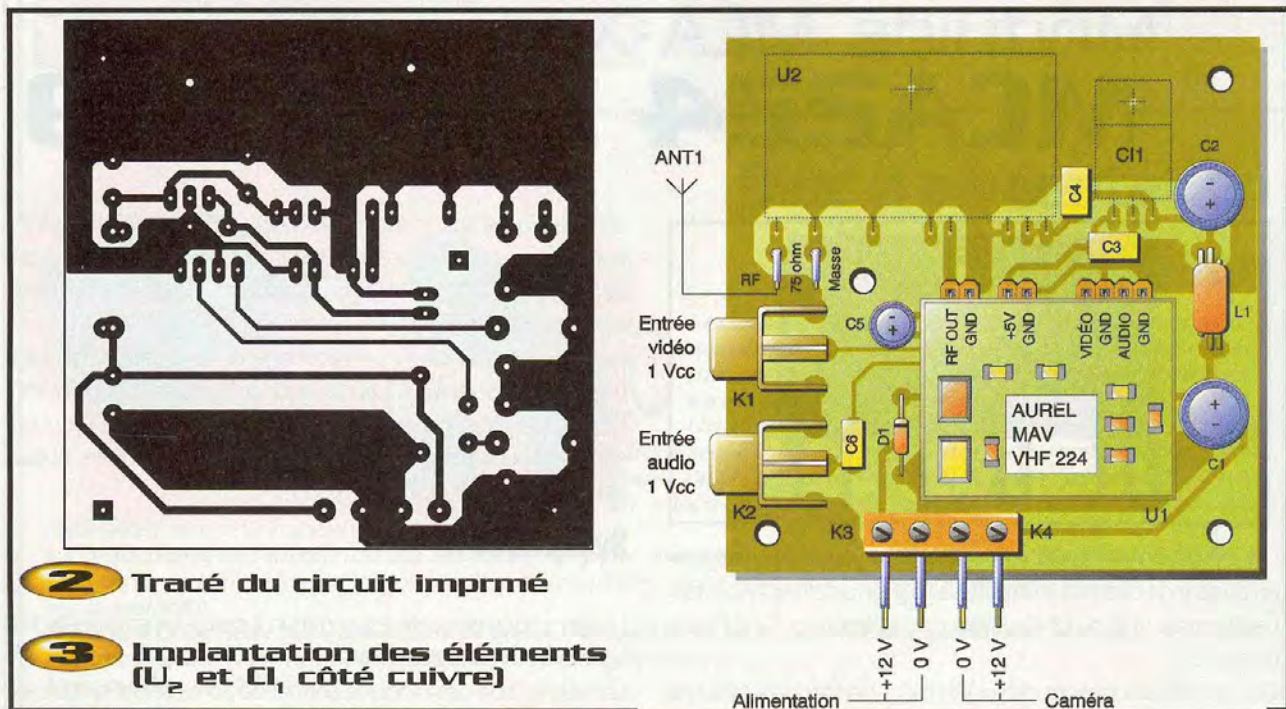 2 Tracé du circuit imprmé
3 Implantation des éléments
(U₂ et CI₁ côté cuivre)
U2
CI1
C2
ANT1
C4
C3
RF
75 ohm
Masse
L1
C5
Entrée
vidéo
1 Vcc
K1
RF OUT
GND
+5V
GND
VIDÉO
GND
AUDIO
GND
AUREL
MAV
VHF 224
C1
Entrée
audio
1 Vcc
K2
C6
D1
U1
K3
K4
+12 V
0 V
0 V
+12 V
Alimentation
Caméra